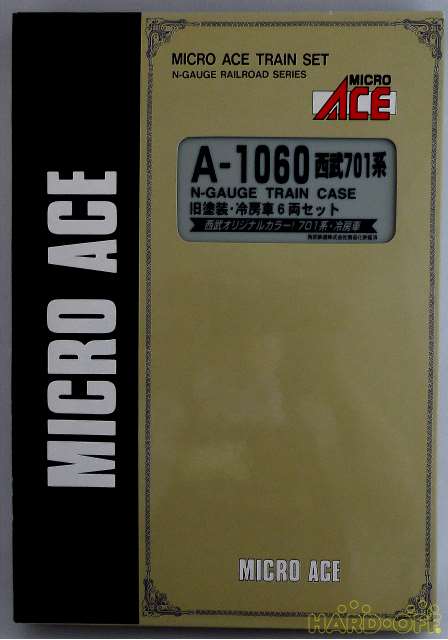 MICRO ACE TRAIN SET
N-GAUGE RAILROAD SERIES
MICRO
ACE
A-1060 西武701系
N-GAUGE TRAIN CASE
旧塗装・冷房車6両セット
西武オリジナルカラー!701系・冷房車
MICRO ACE
MICRO ACE
HARD-OFF